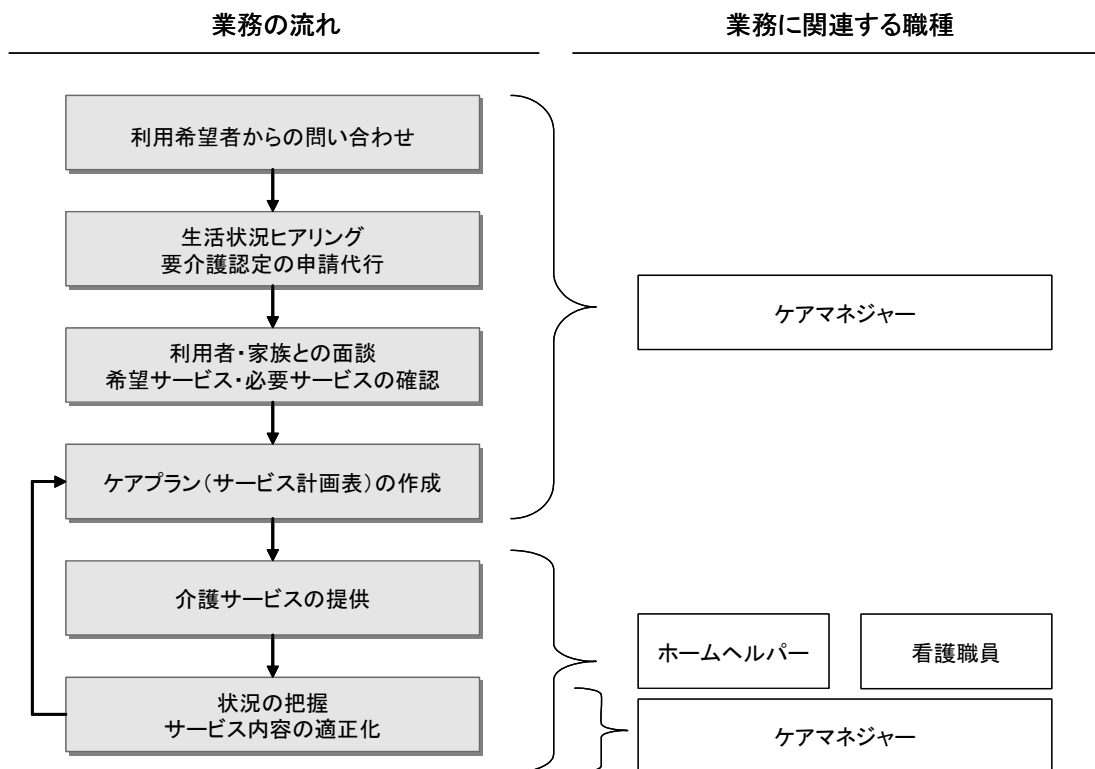 業務の流れ
業務に関連する職種
利用希望者からの問い合わせ
生活状況ヒアリング
要介護認定の申請代行
利用者・家族との面談
希望サービス・必要サービスの確認
ケアマネジャー
ケアプラン（サービス計画表）の作成
介護サービスの提供
ホームヘルパー
看護職員
状況の把握
サービス内容の適正化
ケアマネジャー